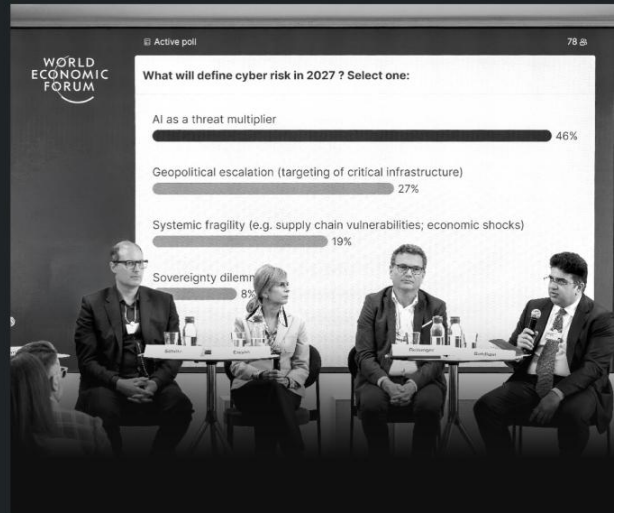 WORLD
ECONOMIC
FORUM
Active poll
78
What will define cyber risk in 2027 ? Select one:
AI as a threat multiplier
46%
Geopolitical escalation (targeting of critical infrastructure)
27%
Systemic fragility (e.g. supply chain vulnerabilities; economic shocks)
19%
Sovereignty
8%